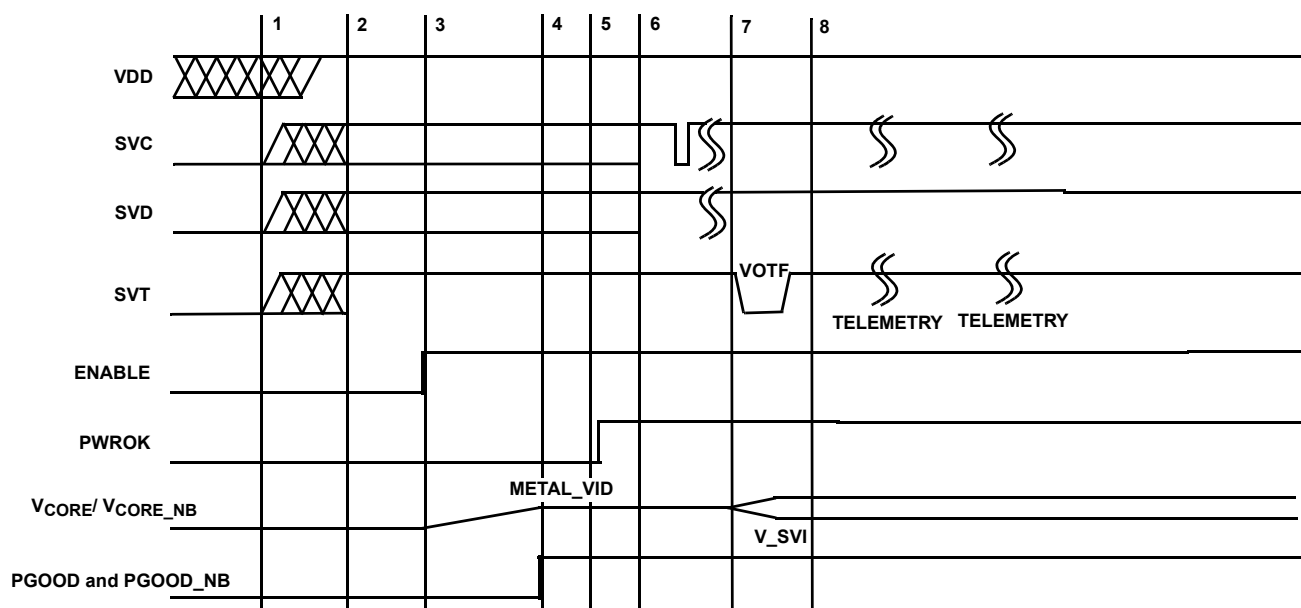 1 2 3 4 5 6 7 8
VDD
SVC
SVD
SVT
VOTF
TELEMETRY TELEMETRY
ENABLE
PWROK
METAL_VID
VCORE/ VCORE_NB
V_SVI
PGOOD and PGOOD_NB